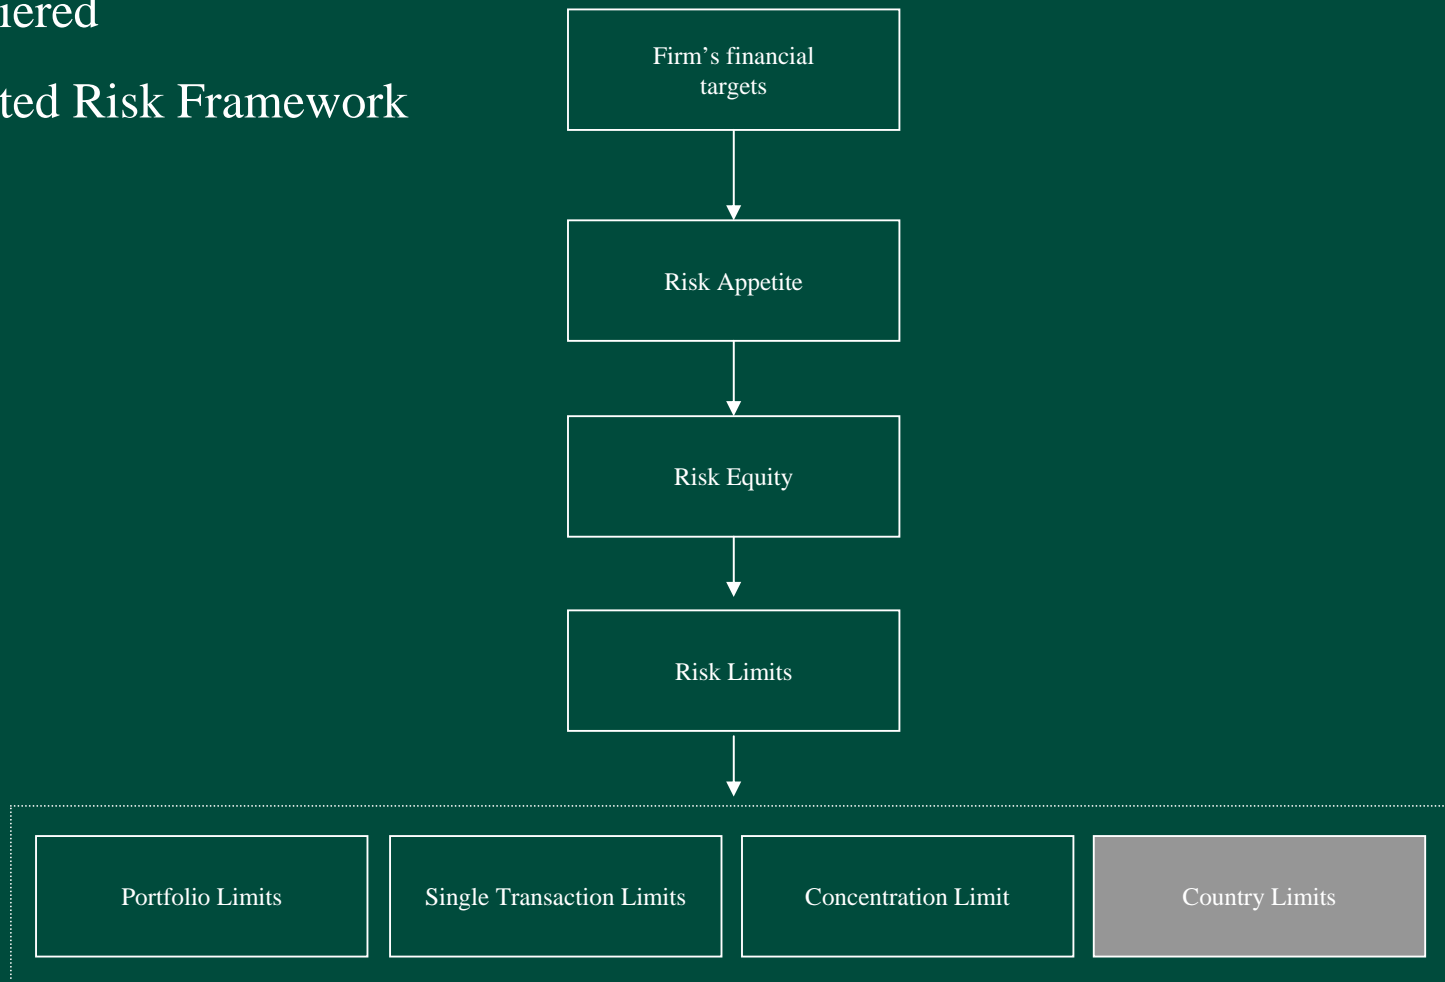 iered
ted Risk Framework
Firm’s financial
targets
Risk Appetite
Risk Equity
Risk Limits
Portfolio Limits
Single Transaction Limits
Concentration Limit
Country Limits